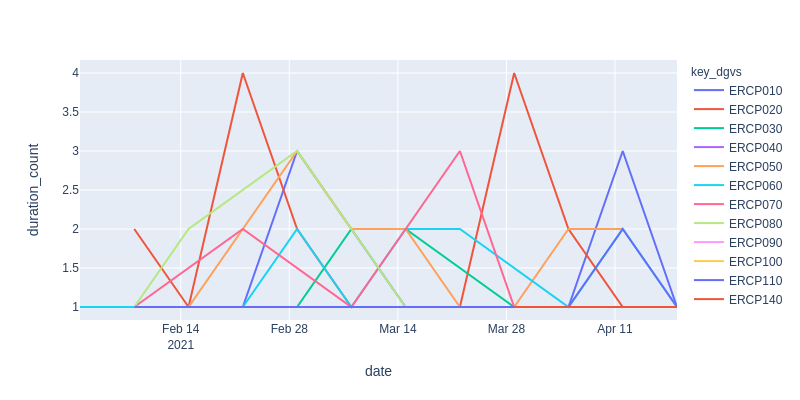 key_dgvs
ERCP010
ERCP020
ERCP030
ERCP040
ERCP050
ERCP060
ERCP070
ERCP080
ERCP090
ERCP100
ERCP110
ERCP140
duration_count
4
3.5
3
2.5
2
1.5
1
Feb 14
2021
Feb 28
Mar 14
Mar 28
Apr 11
date